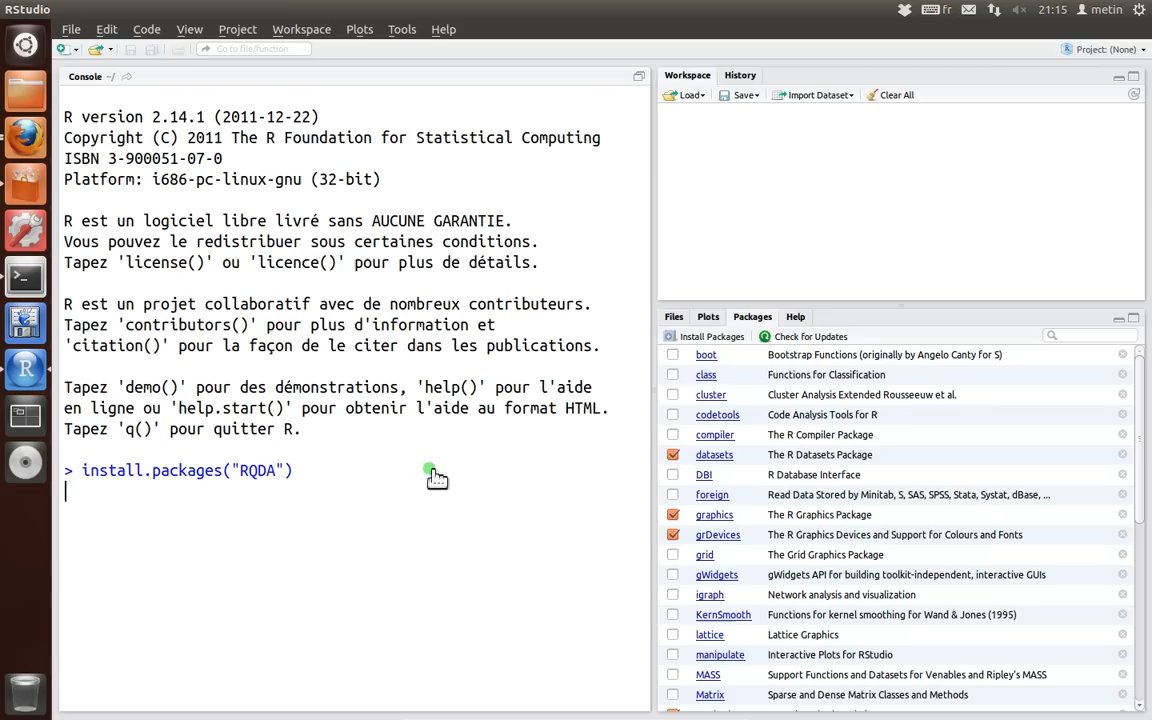 RStudio
fr
21:15
metin
File Edit Code View Project Workspace Plots Tools Help
Go to file/function
Project: (None)
Console ~/
R version 2.14.1 (2011-12-22)
Copyright (C) 2011 The R Foundation for Statistical Computing
ISBN 3-900051-07-0
Platform: i686-pc-linux-gnu (32-bit)
R est un logiciel libre livré sans AUCUNE GARANTIE.
Vous pouvez le redistribuer sous certaines conditions.
Tapez 'license()' ou 'licence()' pour plus de détails.
R est un projet collaboratif avec de nombreux contributeurs.
Tapez 'contributors()' pour plus d'information et
'citation()' pour la façon de le citer dans les publications.
Tapez 'demo()' pour des démonstrations, 'help()' pour l'aide
en ligne ou 'help.start()' pour obtenir l'aide au format HTML.
Tapez 'q()' pour quitter R.
> install.packages("RQDA")
Workspace History
Load Save Import Dataset Clear All
Files Plots Packages Help
Install Packages Check for Updates
boot Bootstrap Functions (originally by Angelo Canty for S)
class Functions for Classification
cluster Cluster Analysis Extended Rousseeuw et al.
codetools Code Analysis Tools for R
compiler The R Compiler Package
datasets The R Datasets Package
DBI R Database Interface
foreign Read Data Stored by Minitab, S, SAS, SPSS, Stata, Systat, dBase, ...
graphics The R Graphics Package
grDevices The R Graphics Devices and Support for Colours and Fonts
grid The Grid Graphics Package
gWidgets gWidgets API for building toolkit-independent, interactive GUIs
igraph Network analysis and visualization
KernSmooth Functions for kernel smoothing for Wand & Jones (1995)
lattice Lattice Graphics
manipulate Interactive Plots for RStudio
MASS Support Functions and Datasets for Venables and Ripley's MASS
Matrix Sparse and Dense Matrix Classes and Methods